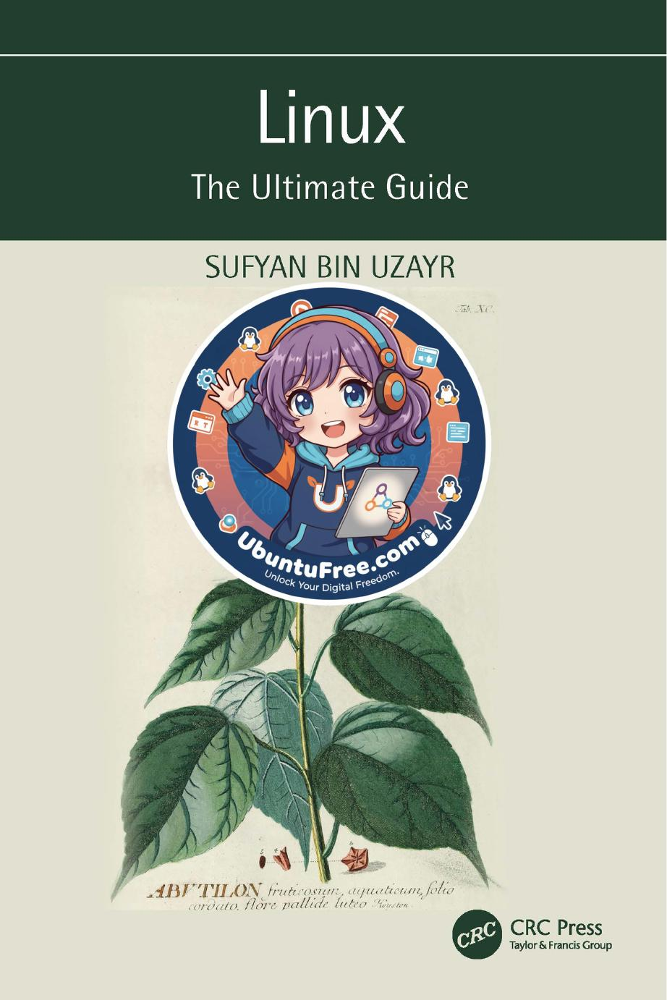 Linux
The Ultimate Guide
SUFYAN BIN UZAYR
Tab. XC.
UbuntuFree.com
Unlock Your Digital Freedom.
ABVTILON fruticosum, aquaticum, folio
cordato, flore pallide luteo Houston.
CRC
CRC Press
Taylor & Francis Group